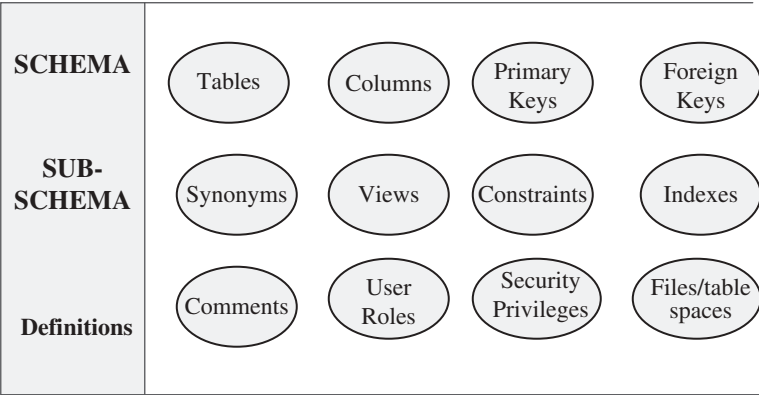 SCHEMA
Tables
Columns
Primary
Keys
Foreign
Keys
SUB-
SCHEMA
Synonyms
Views
Constraints
Indexes
Definitions
Comments
User
Roles
Security
Privileges
Files/table
spaces